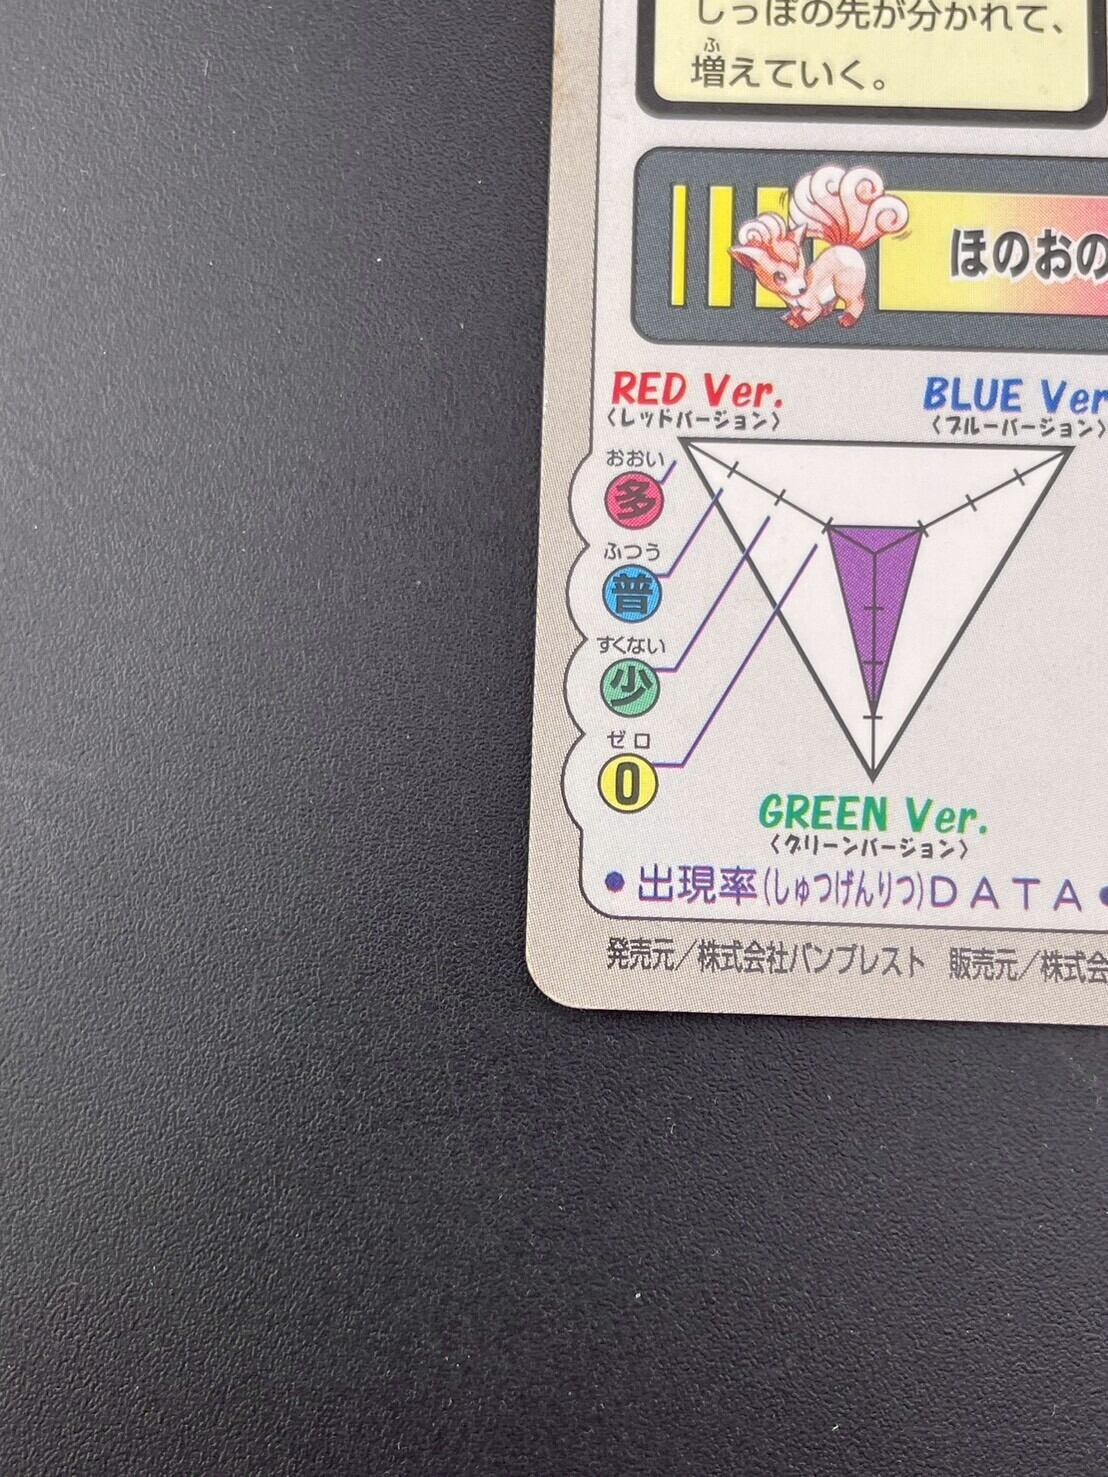 しっぽの先が分かれて、
ふ
増えていく。
ほのおの
RED Ver.
〈レッドバージョン〉
BLUE Ver
〈ブルーバージョン〉
おおい
多
ふつう
普
すくない
少
ゼロ
0
GREEN Ver.
〈グリーンバージョン〉
●出現率(しゅつげんりつ)DATA●
発売元／株式会社バンプレスト 販売元／株式会